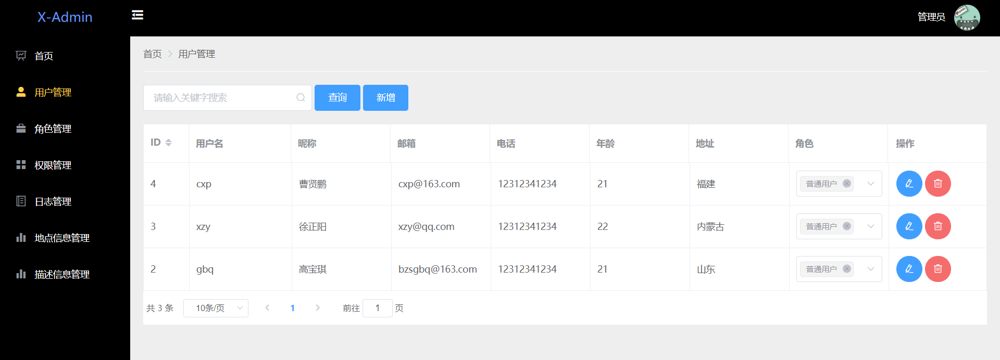 X-Admin
管理员
首页
用户管理
角色管理
权限管理
日志管理
地点信息管理
描述信息管理
首页 用户管理
请输入关键字搜索 查询 新增
ID 用户名 昵称 邮箱 电话 年龄 地址 角色 操作
4 cxp 曹贤鹏 cxp@163.com 12312341234 21 福建 普通用户
3 xzy 徐正阳 xzy@qq.com 12312341234 22 内蒙古 普通用户
2 gbq 高宝琪 bzsgbq@163.com 12312341234 21 山东 普通用户
共 3 条 10条/页 1 前往 1 页